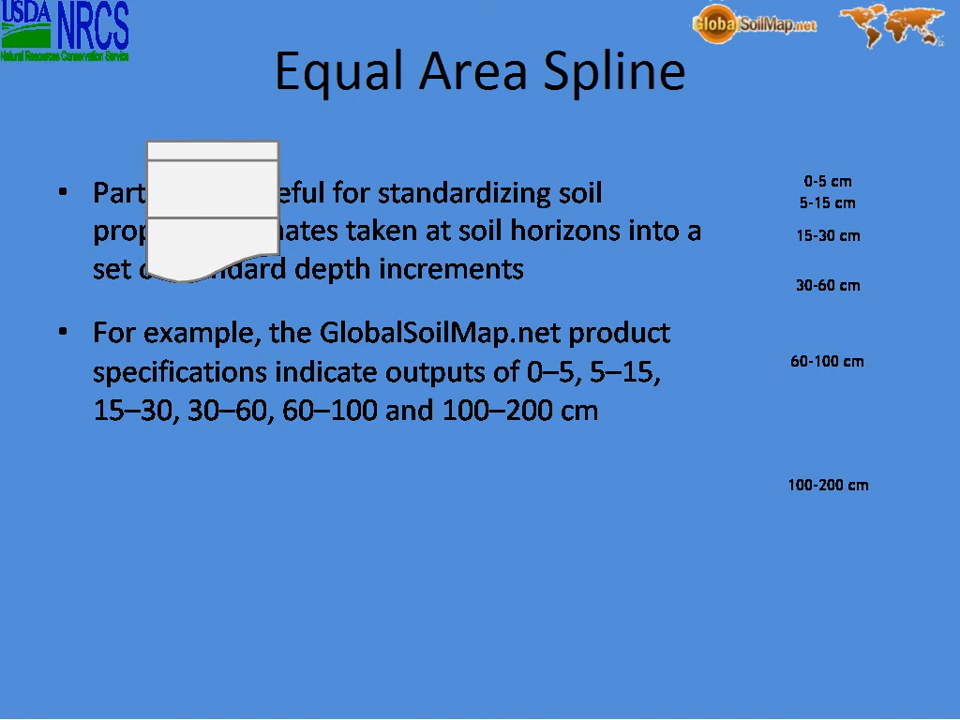 USDA NRCS
Natural Resources Conservation Service
GlobalSoilMap.net
Equal Area Spline
• Part eful for standardizing soil
prop nates taken at soil horizons into a
set ndard depth increments
• For example, the GlobalSoilMap.net product
specifications indicate outputs of 0–5, 5–15,
15–30, 30–60, 60–100 and 100–200 cm
0-5 cm
5-15 cm
15-30 cm
30-60 cm
60-100 cm
100-200 cm